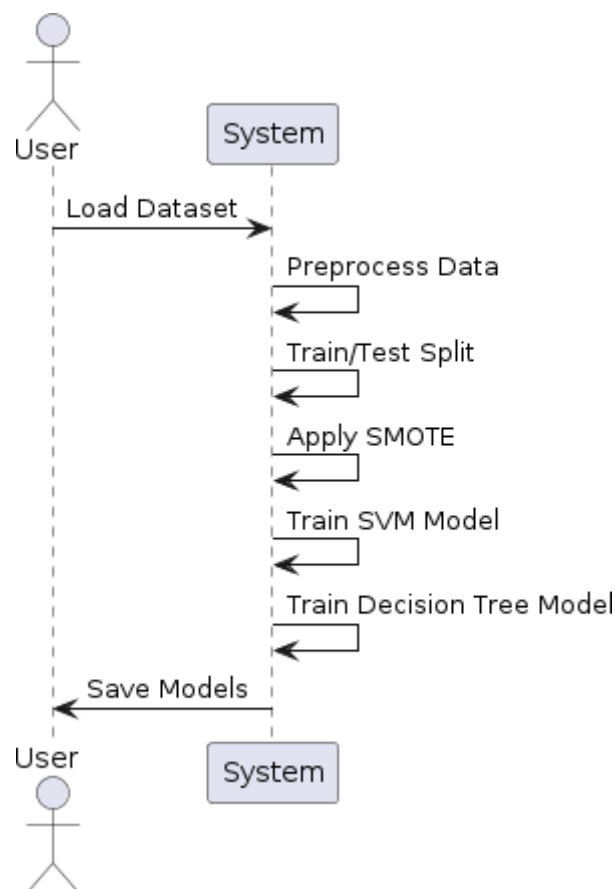 User
System
Load Dataset
Preprocess Data
Train/Test Split
Apply SMOTE
Train SVM Model
Train Decision Tree Model
Save Models
User
System